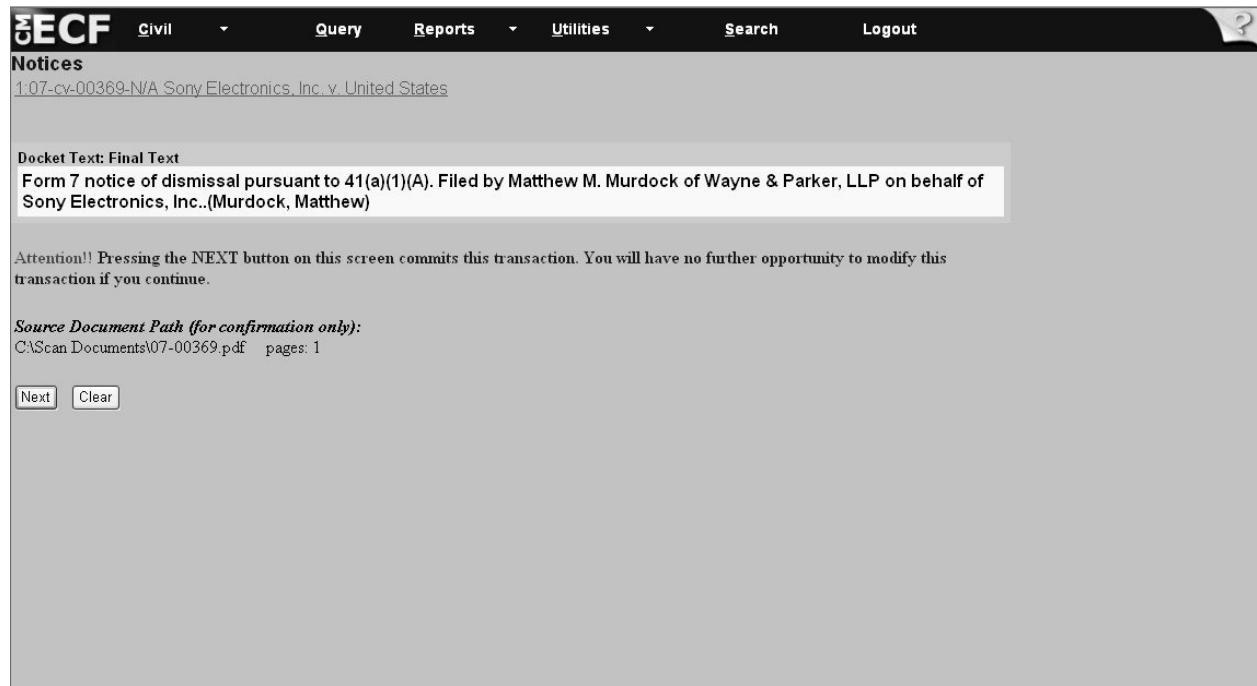 CM ECF Civil Query Reports Utilities Search Logout ?
Notices
1:07-cv-00369-N/A Sony Electronics, Inc. v. United States
Docket Text: Final Text
Form 7 notice of dismissal pursuant to 41(a)(1)(A). Filed by Matthew M. Murdock of Wayne & Parker, LLP on behalf of
Sony Electronics, Inc..(Murdock, Matthew)
Attention!! Pressing the NEXT button on this screen commits this transaction. You will have no further opportunity to modify this
transaction if you continue.
Source Document Path (for confirmation only):
C:\Scan Documents\07-00369.pdf pages: 1
Next Clear